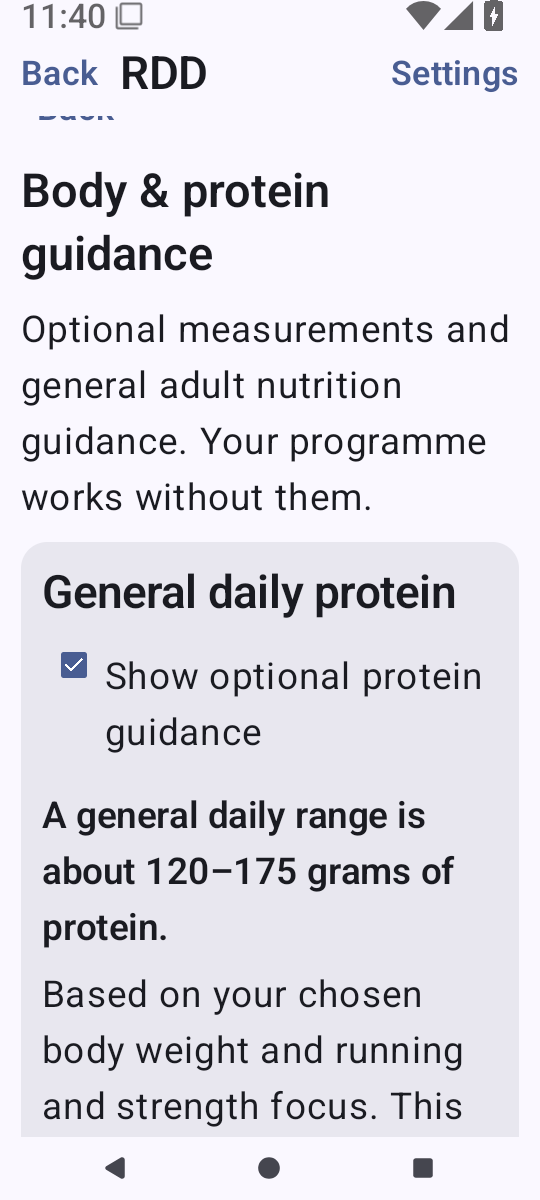 11:40
Back RDD Settings
Back
Body & protein
guidance
Optional measurements and
general adult nutrition
guidance. Your programme
works without them.
General daily protein
Show optional protein
guidance
A general daily range is
about 120–175 grams of
protein.
Based on your chosen
body weight and running
and strength focus. This